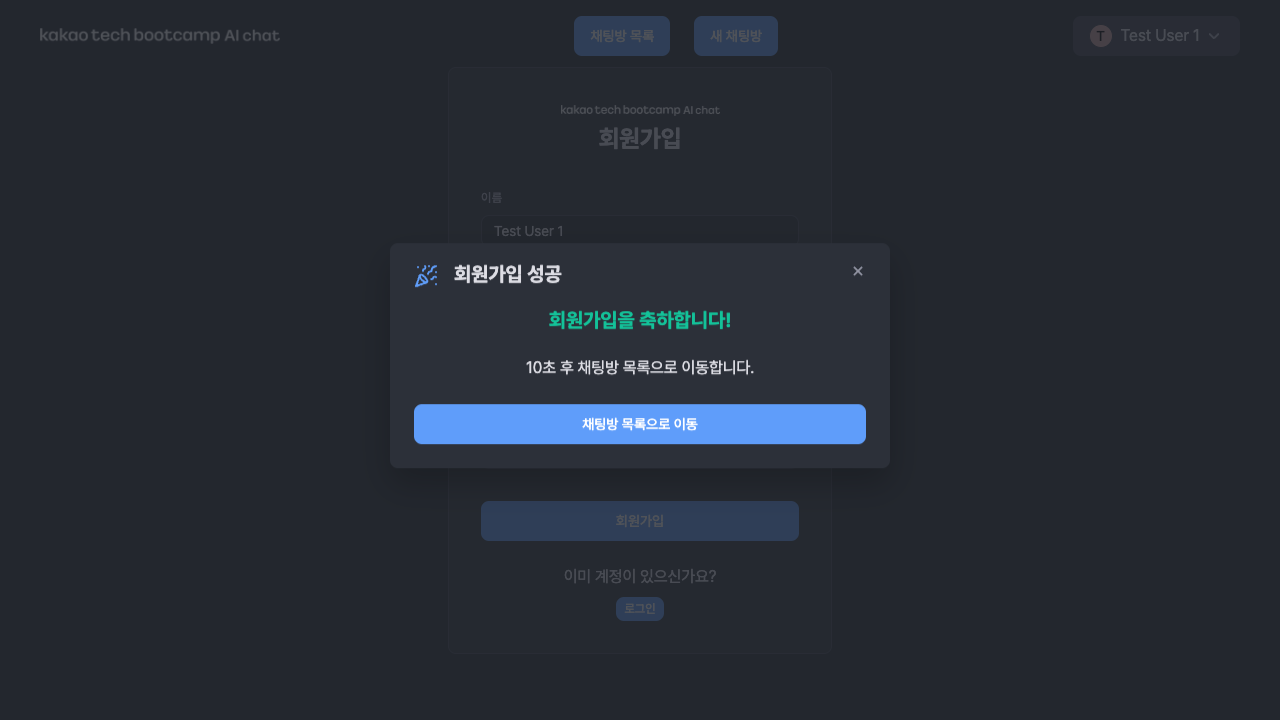 kakao tech bootcamp AI chat
채팅방 목록
새 채팅방
T
Test User 1
kakao tech bootcamp AI chat
회원가입
이름
Test User 1
회원가입 성공
회원가입을 축하합니다!
10초 후 채팅방 목록으로 이동합니다.
채팅방 목록으로 이동
회원가입
이미 계정이 있으신가요?
로그인